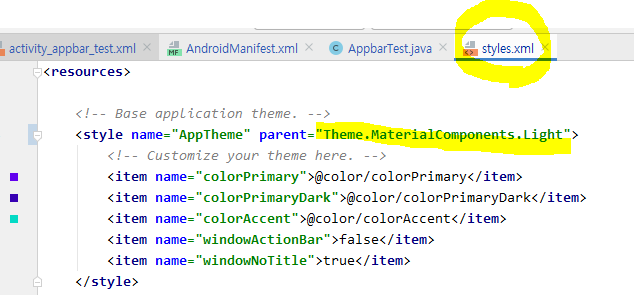 activity_appbar_test.xml × AndroidManifest.xml × AppbarTest.java × styles.xml ×
<resources>
<!-- Base application theme. -->
<style name="AppTheme" parent="Theme.MaterialComponents.Light">
<!-- Customize your theme here. -->
<item name="colorPrimary">@color/colorPrimary</item>
<item name="colorPrimaryDark">@color/colorPrimaryDark</item>
<item name="colorAccent">@color/colorAccent</item>
<item name="windowActionBar">false</item>
<item name="windowNoTitle">true</item>
</style>